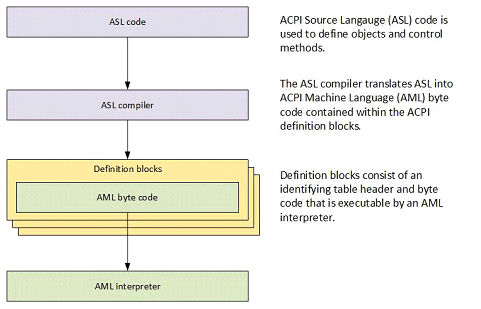 ASL code
ACPI Source Langauge (ASL) code is
used to define objects and control
methods.
ASL compiler
The ASL compiler translates ASL into
ACPI Machine Language (AML) byte
code contained within the ACPI
definition blocks.
Definition blocks
AML byte code
Definition blocks consist of an
identifying table header and byte
code that is executable by an AML
interpreter.
AML interpreter